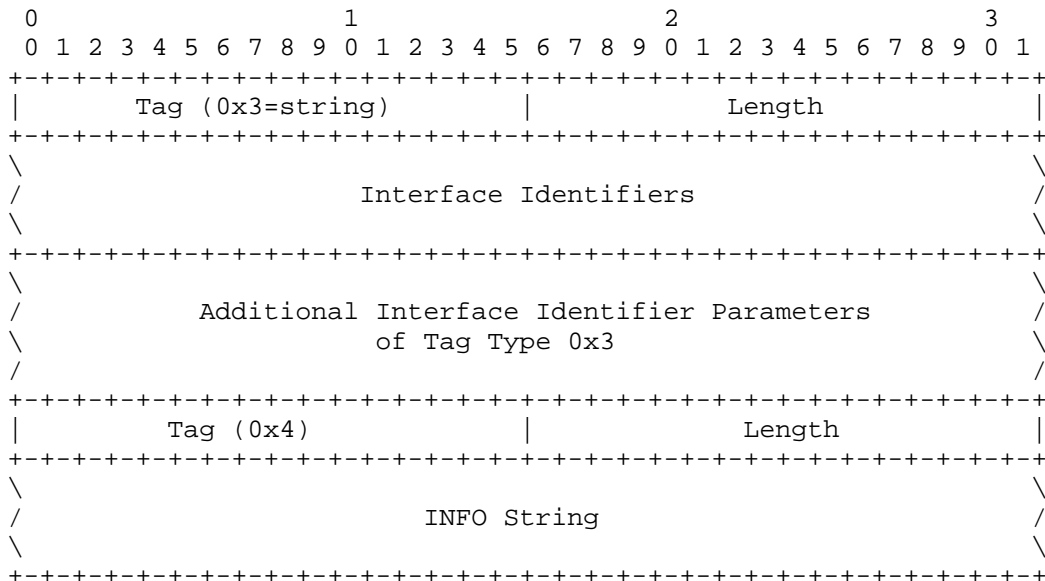 0                   1                   2                   3
 0 1 2 3 4 5 6 7 8 9 0 1 2 3 4 5 6 7 8 9 0 1 2 3 4 5 6 7 8 9 0 1
+-+-+-+-+-+-+-+-+-+-+-+-+-+-+-+-+-+-+-+-+-+-+-+-+-+-+-+-+-+-+-+-+
|       Tag (0x3=string)        |            Length             |
+-+-+-+-+-+-+-+-+-+-+-+-+-+-+-+-+-+-+-+-+-+-+-+-+-+-+-+-+-+-+-+-+
\                                                               \
/                     Interface Identifiers                     /
\                                                               \
+-+-+-+-+-+-+-+-+-+-+-+-+-+-+-+-+-+-+-+-+-+-+-+-+-+-+-+-+-+-+-+-+
\                                                               \
/           Additional Interface Identifier Parameters          /
\                      of Tag Type 0x3                          \
/                                                               /
+-+-+-+-+-+-+-+-+-+-+-+-+-+-+-+-+-+-+-+-+-+-+-+-+-+-+-+-+-+-+-+-+
|         Tag (0x4)             |             Length            |
+-+-+-+-+-+-+-+-+-+-+-+-+-+-+-+-+-+-+-+-+-+-+-+-+-+-+-+-+-+-+-+-+
\                                                               \
/                         INFO String                           /
\                                                               \
+-+-+-+-+-+-+-+-+-+-+-+-+-+-+-+-+-+-+-+-+-+-+-+-+-+-+-+-+-+-+-+-+